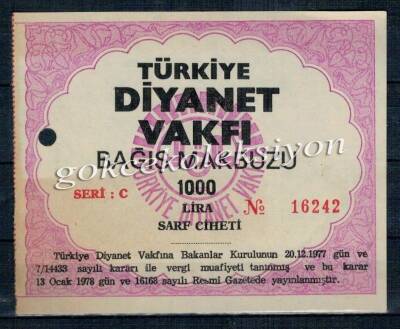 TÜRKİYE
DİYANET
VAKFI
BAĞIŞ MAKBUZU
gokcekoleksiyon
1000
SERİ : C
LİRA
№ 16242
SARF CİHETİ
Türkiye Diyanet Vakfına Bakanlar Kurulunun 20.12.1977 gün ve
7/14433 sayılı kararı ile vergi muafiyeti tanınmış ve bu karar
13 Ocak 1978 gün ve 16168 sayılı Resmi Gazetede yayınlanmıştır.